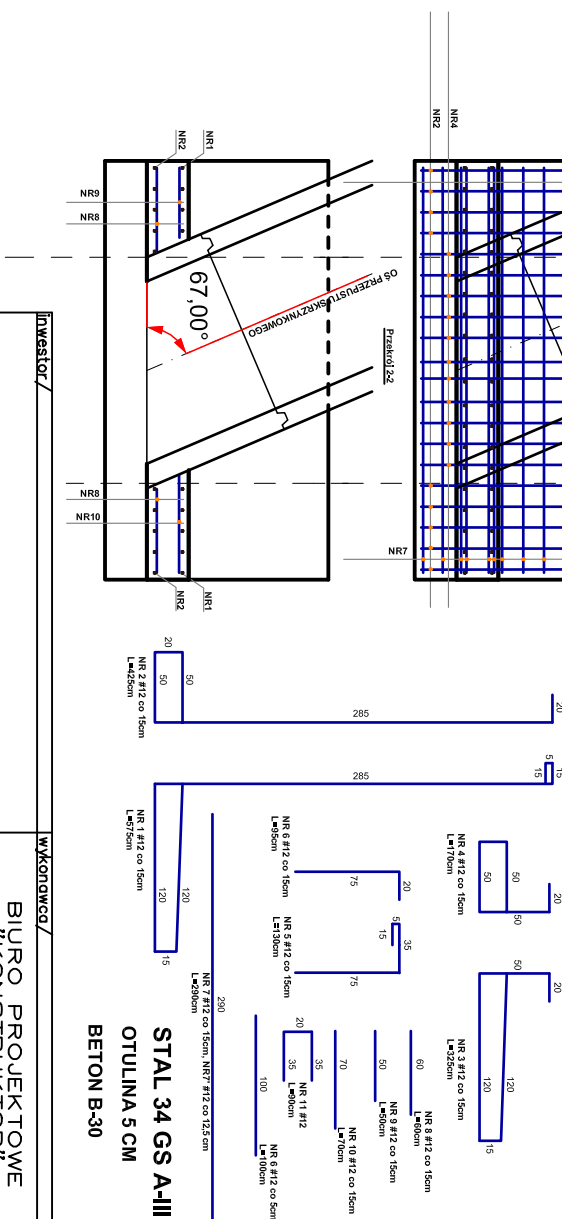 NR2
NR4
NR7
NR2
NR1
NR9
NR8
67,00°
OŚ PRZEPUSTU SKRZYNKOWEGO
Przekrój 2-2
NR8
NR10
NR2
NR1
20
50
50
285
20
NR 2 #12 co 15cm
L=425cm
5
15
15
285
120
120
15
NR 1 #12 co 15cm
L=575cm
20
50
50
50
NR 4 #12 co 15cm
L=170cm
20
50
120
120
15
NR 3 #12 co 15cm
L=325cm
20
75
NR 6 #12 co 15cm
L=95cm
5
15
35
75
NR 5 #12 co 15cm
L=130cm
60
NR 8 #12 co 15cm
L=60cm
50
NR 9 #12 co 15cm
L=50cm
70
NR 10 #12 co 15cm
L=70cm
20
35
35
NR 11 #12
L=90cm
100
NR 6 #12 co 5cm
L=100cm
290
NR 7 #12 co 15cm, NR7' #12 co 12,5 cm
L=290cm
STAL 34 GS A-III
OTULINA 5 CM
BETON B-30
inwestor/
wykonawca/
BIURO PROJEKTOWE
"KONSTRUKTOR"